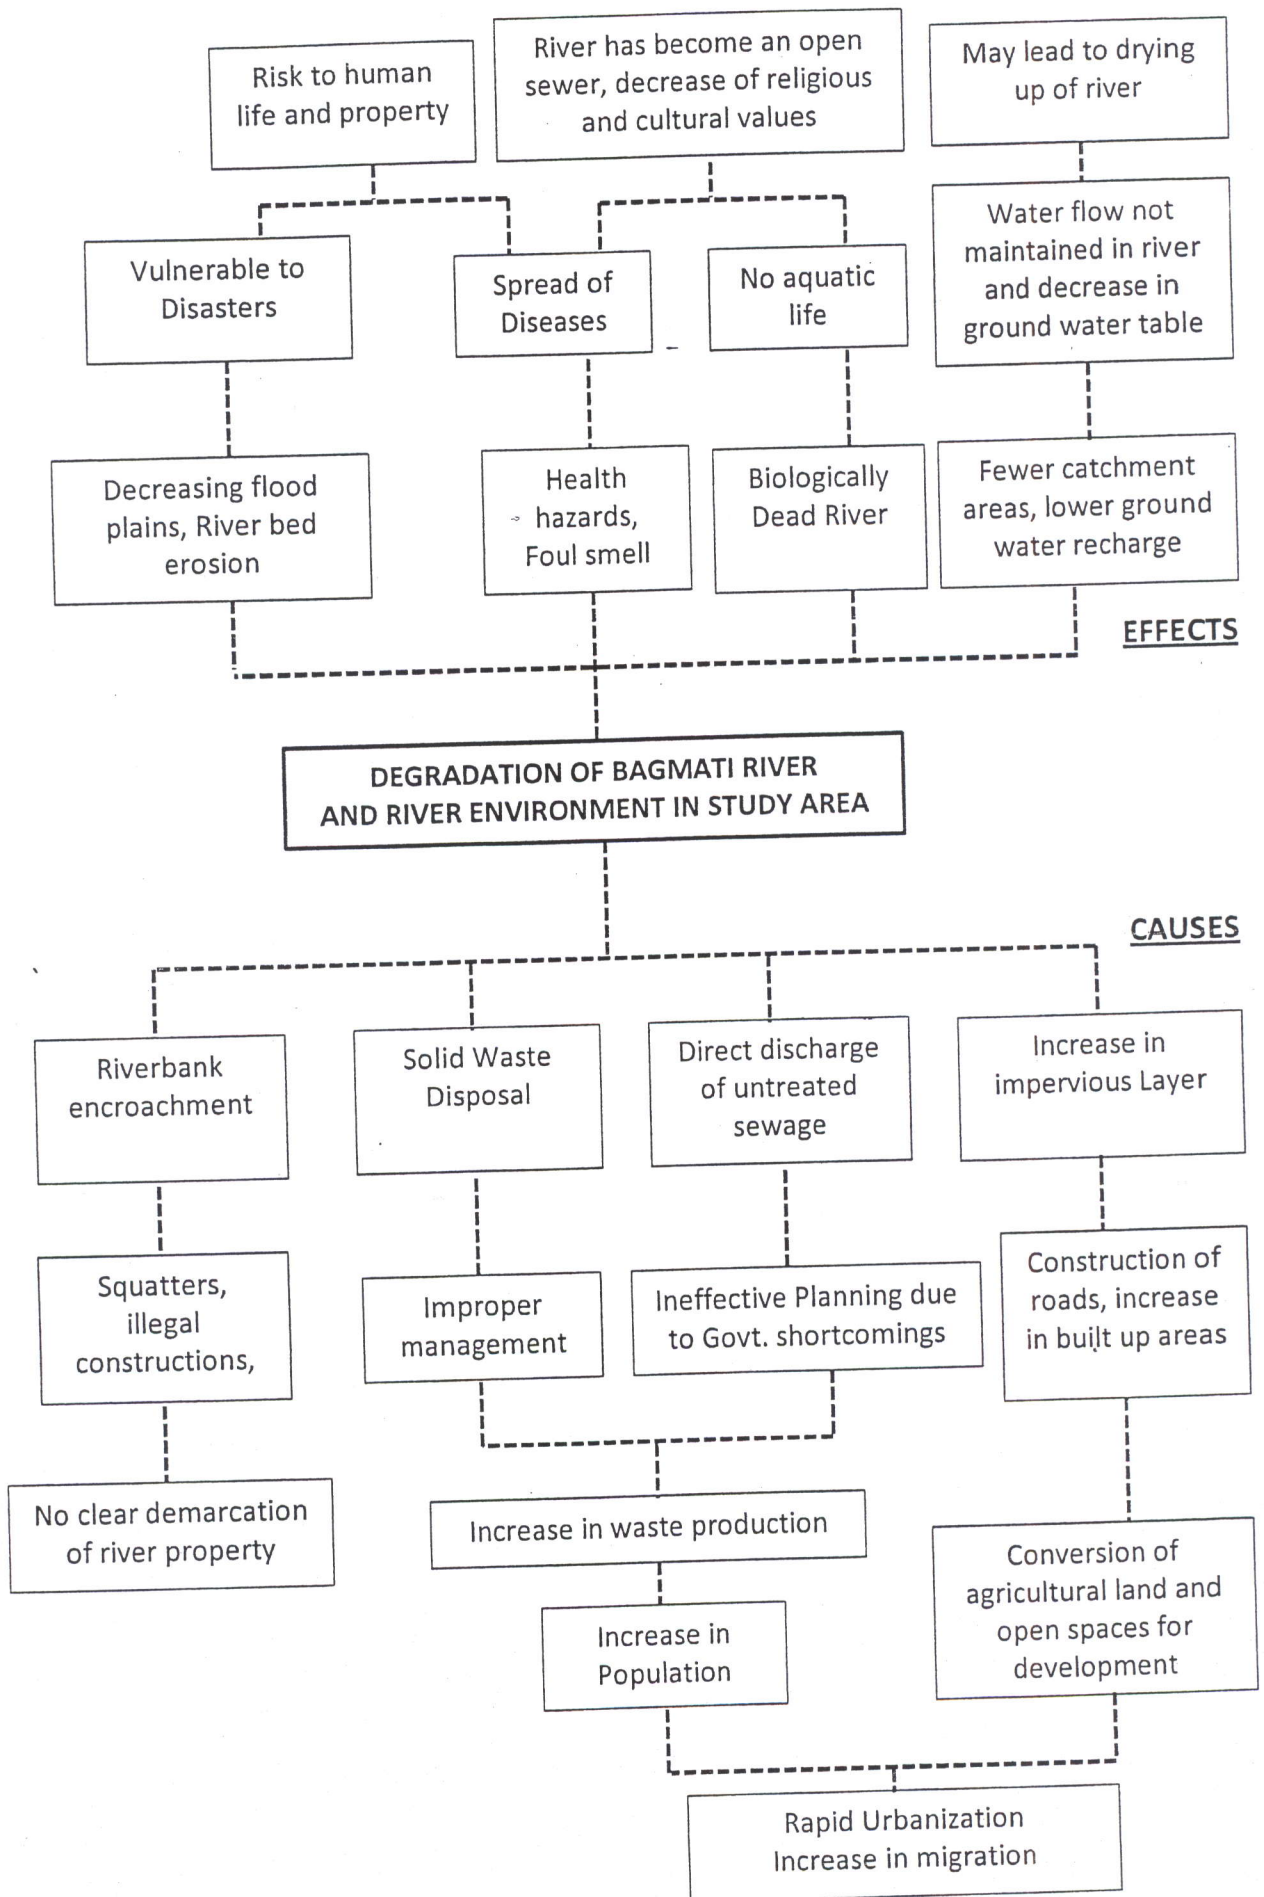 Risk to human
life and property
River has become an open
sewer, decrease of religious
and cultural values
May lead to drying
up of river
Vulnerable to
Disasters
Spread of
Diseases
No aquatic
life
Water flow not
maintained in river
and decrease in
ground water table
Decreasing flood
plains, River bed
erosion
Health
hazards,
Foul smell
Biologically
Dead River
Fewer catchment
areas, lower ground
water recharge
EFFECTS
DEGRADATION OF BAGMATI RIVER
AND RIVER ENVIRONMENT IN STUDY AREA
CAUSES
Riverbank
encroachment
Solid Waste
Disposal
Direct discharge
of untreated
sewage
Increase in
impervious Layer
Squatters,
illegal
constructions,
Improper
management
Ineffective Planning due
to Govt. shortcomings
Construction of
roads, increase
in built up areas
No clear demarcation
of river property
Increase in waste production
Conversion of
agricultural land and
open spaces for
development
Increase in
Population
Rapid Urbanization
Increase in migration